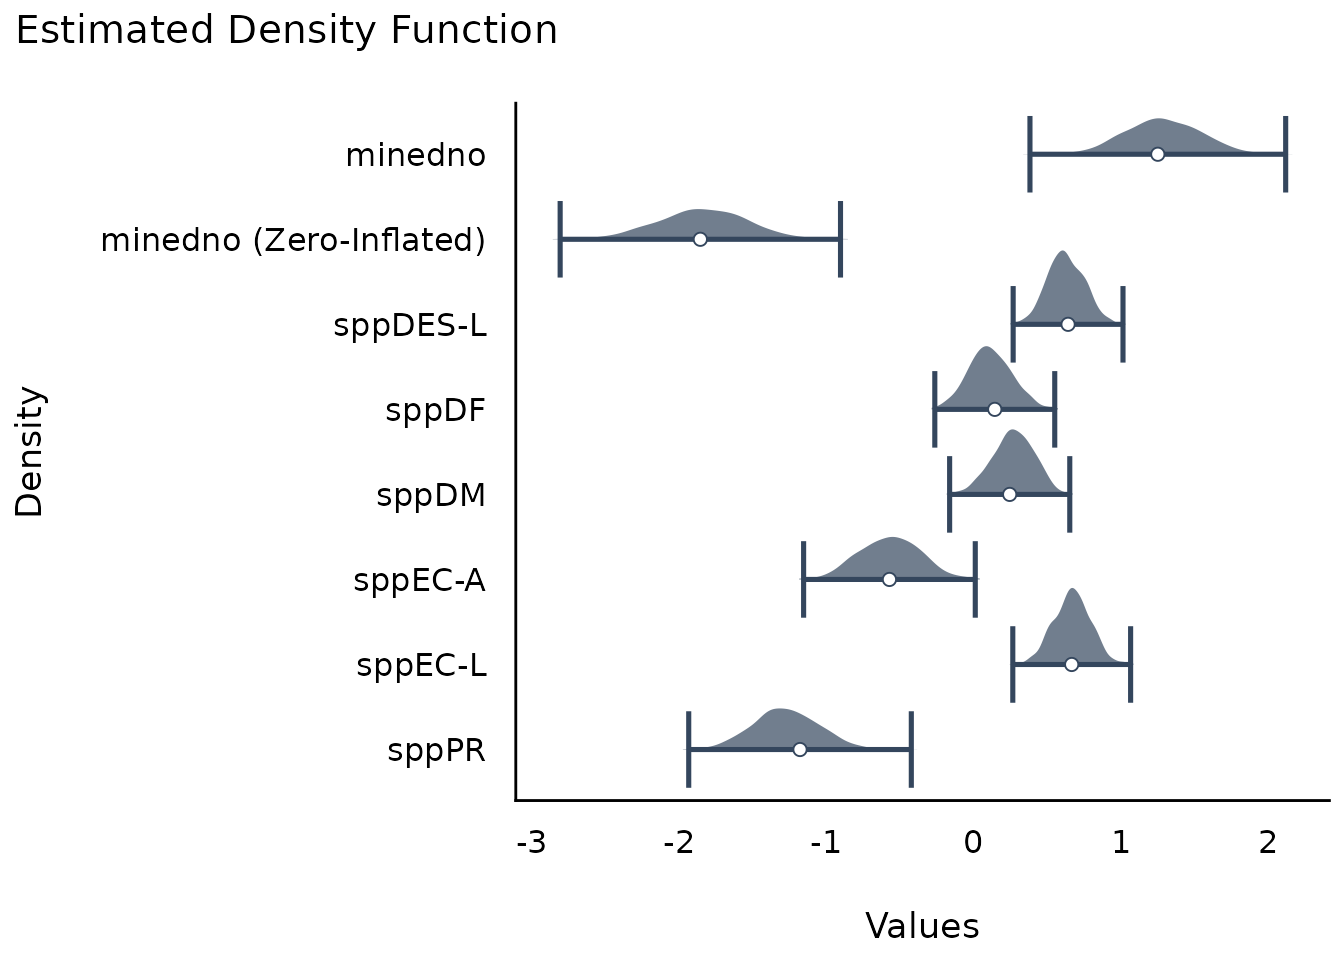 Estimated Density Function
minedno
minedno (Zero-Inflated)
sppDES-L
sppDF
sppDM
sppEC-A
sppEC-L
sppPR
Density
-3 -2 -1 0 1 2
Values